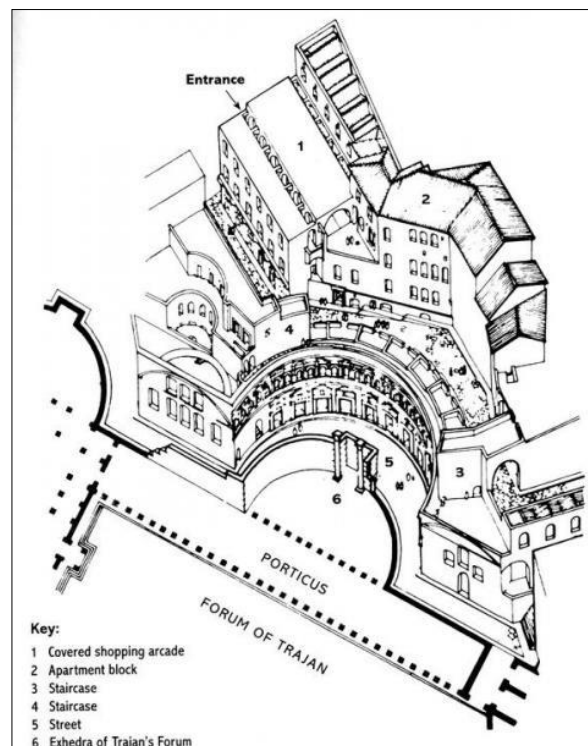 Entrance
1
2
4
5
3
6
PORTICUS
FORUM OF TRAJAN
Key:
1 Covered shopping arcade
2 Apartment block
3 Staircase
4 Staircase
5 Street
6 Exhedra of Trajan's Forum